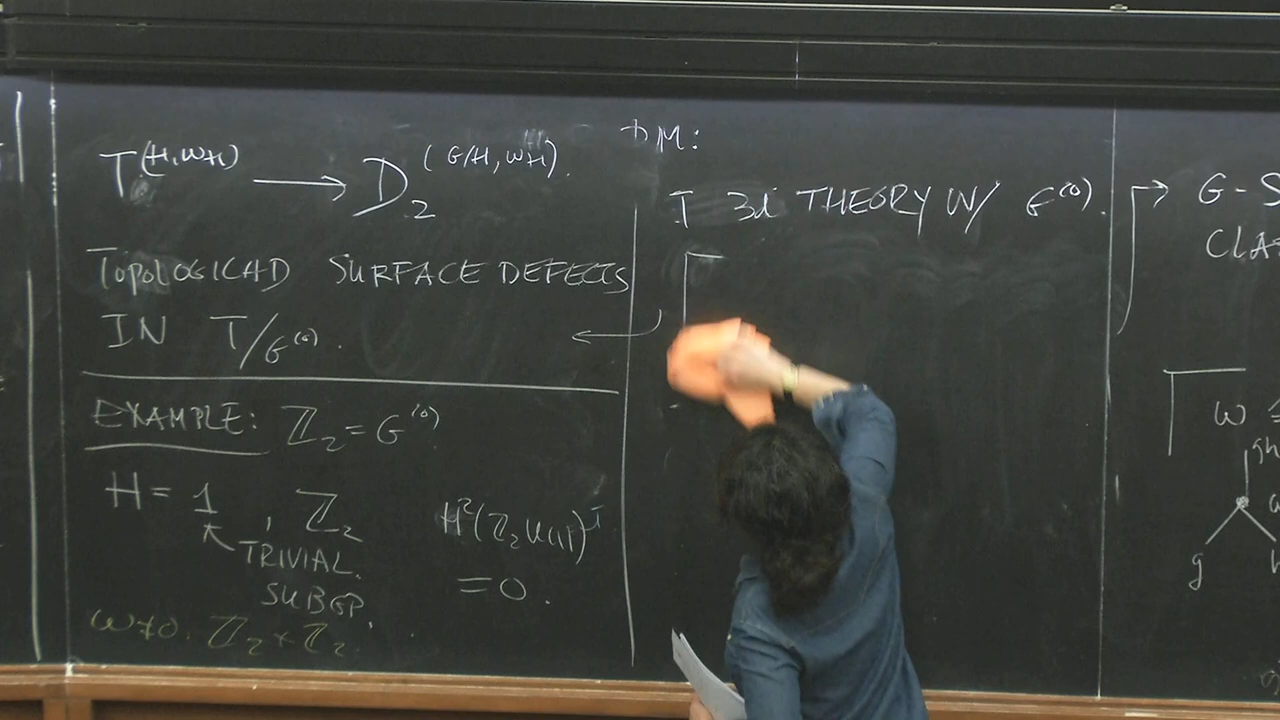 T^{(H,ω_H)} ⟶ D_2^{(G/H, ω_H)}.
TOPOLOGICAL SURFACE DEFECTS
IN T/G^{(0)}.
EXAMPLE: ℤ_2 = G^{(0)}
H = 1 , ℤ_2
TRIVIAL.
SUBGP.
H^2(ℤ_2 U(1))
= 0.
ω≠0. ℤ_2 × ℤ_2.
DM:
T 3d THEORY W/ G^{(0)}.
G-S
CLA
ω
gh
g